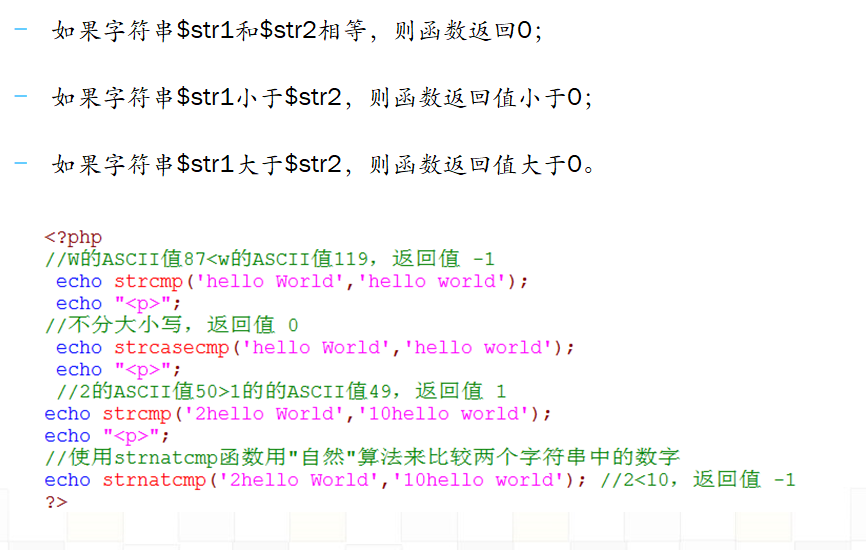 – 如果字符串$str1和$str2相等，则函数返回0；
– 如果字符串$str1小于$str2，则函数返回值小于0；
– 如果字符串$str1大于$str2，则函数返回值大于0。
<?php
//W的ASCII值87<w的ASCII值119，返回值 -1
echo strcmp('hello World','hello world');
echo "<p>";
//不分大小写，返回值 0
echo strcasecmp('hello World','hello world');
echo "<p>";
//2的ASCII值50>1的的ASCII值49，返回值 1
echo strcmp('2hello World','10hello world');
echo "<p>";
//使用strnatcmp函数用"自然"算法来比较两个字符串中的数字
echo strnatcmp('2hello World','10hello world'); //2<10，返回值 -1
?>